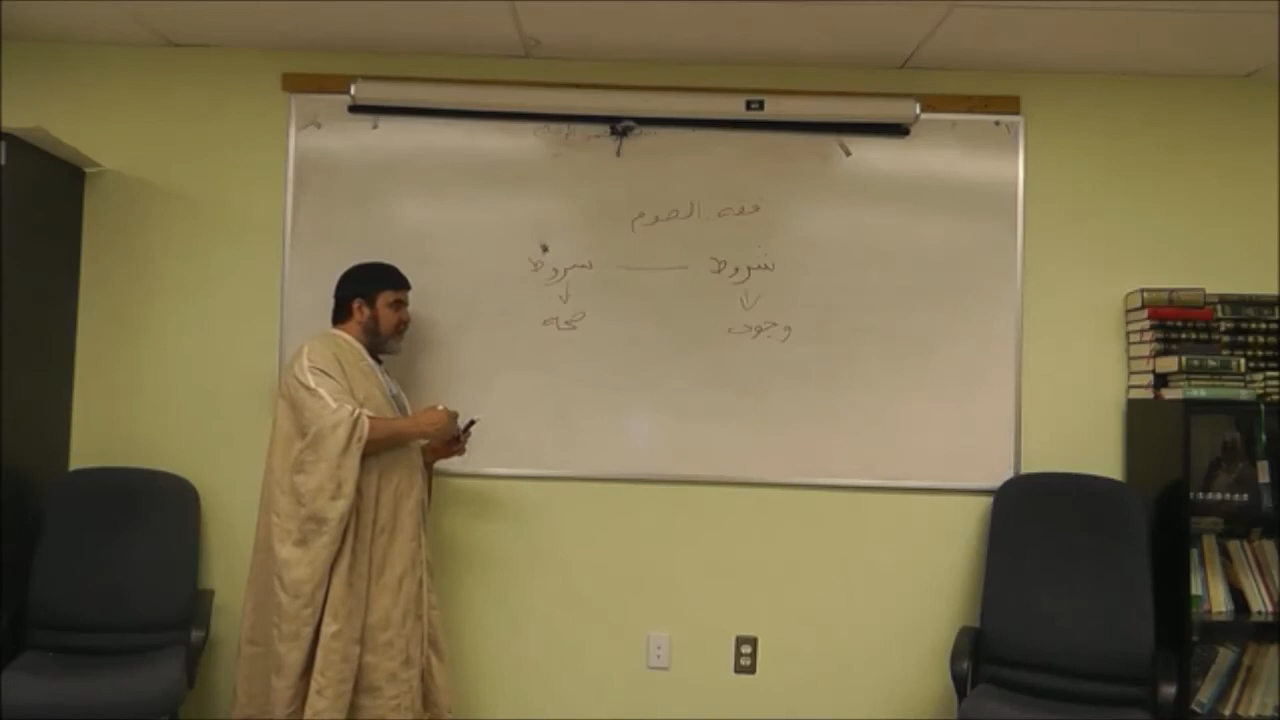 فقه الصوم
شروط — شروط
وجوب صحة